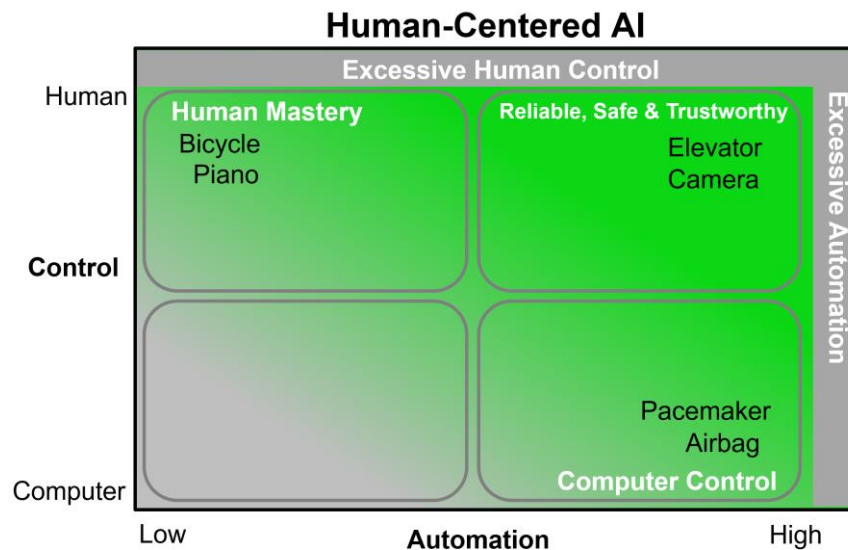 Human-Centered AI
Excessive Human Control
Human
Human Mastery
Bicycle
Piano
Reliable, Safe & Trustworthy
Elevator
Camera
Excessive Automation
Control
Pacemaker
Airbag
Computer Control
Computer
Low
Automation
High